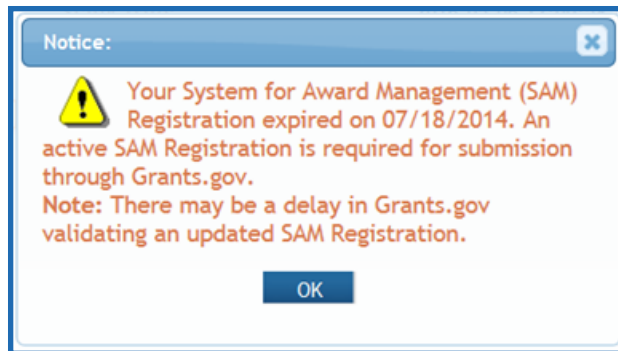 Notice:
Your System for Award Management (SAM)
Registration expired on 07/18/2014. An
active SAM Registration is required for submission
through Grants.gov.
Note: There may be a delay in Grants.gov
validating an updated SAM Registration.
OK